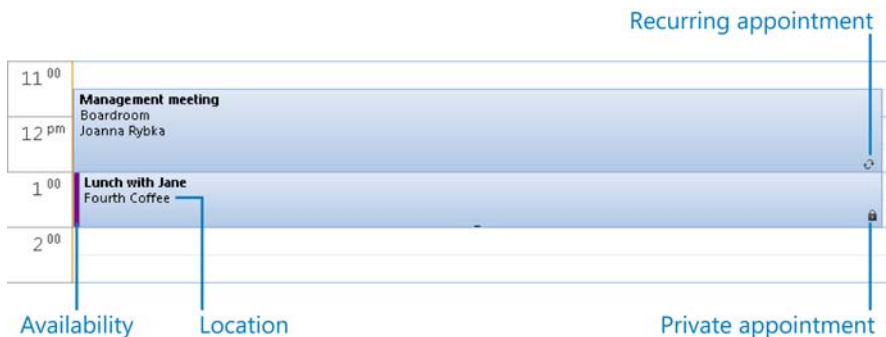 Recurring appointment
11 00
Management meeting
Boardroom
12 pm Joanna Rybka
1 00 Lunch with Jane
Fourth Coffee
2 00
Availability Location Private appointment